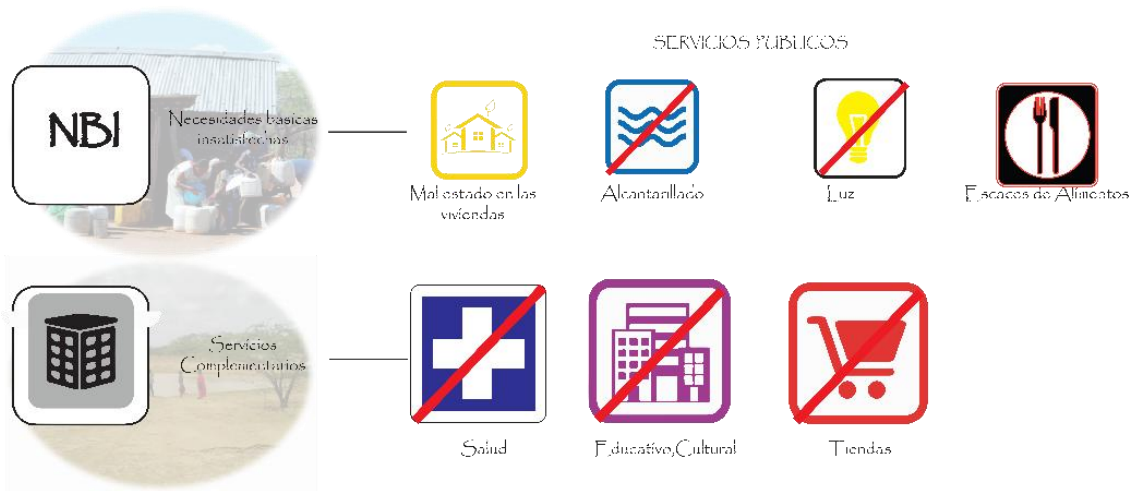 SERVICIOS PUBLICOS
NBI
Necesidades basicas
insatisfechas
Mal estado en las
viviendas
Alcantarillado
Luz
Escaces de Alimentos
Servicios
Complementarios
Salud
Educativo,Cultural
Tiendas